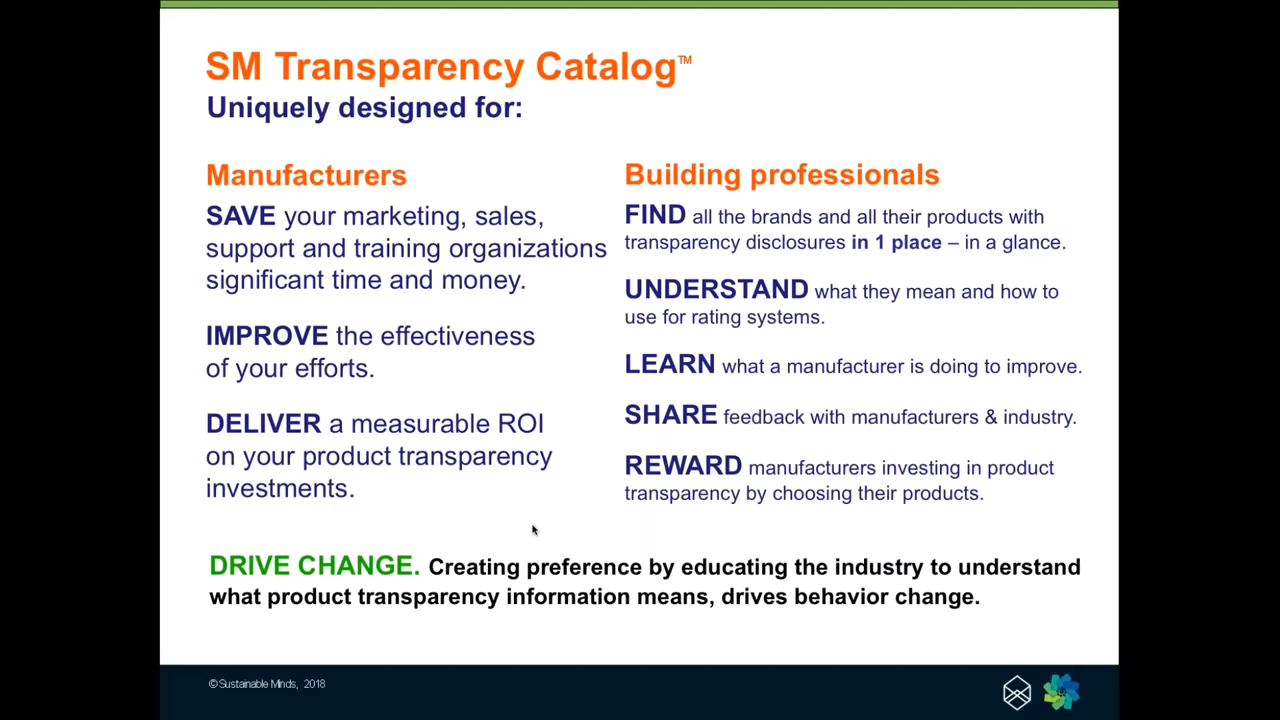 SM Transparency Catalog™
Uniquely designed for:
Manufacturers
SAVE your marketing, sales,
support and training organizations
significant time and money.
IMPROVE the effectiveness
of your efforts.
DELIVER a measurable ROI
on your product transparency
investments.
Building professionals
FIND all the brands and all their products with
transparency disclosures in 1 place – in a glance.
UNDERSTAND what they mean and how to
use for rating systems.
LEARN what a manufacturer is doing to improve.
SHARE feedback with manufacturers & industry.
REWARD manufacturers investing in product
transparency by choosing their products.
DRIVE CHANGE. Creating preference by educating the industry to understand
what product transparency information means, drives behavior change.
© Sustainable Minds, 2018